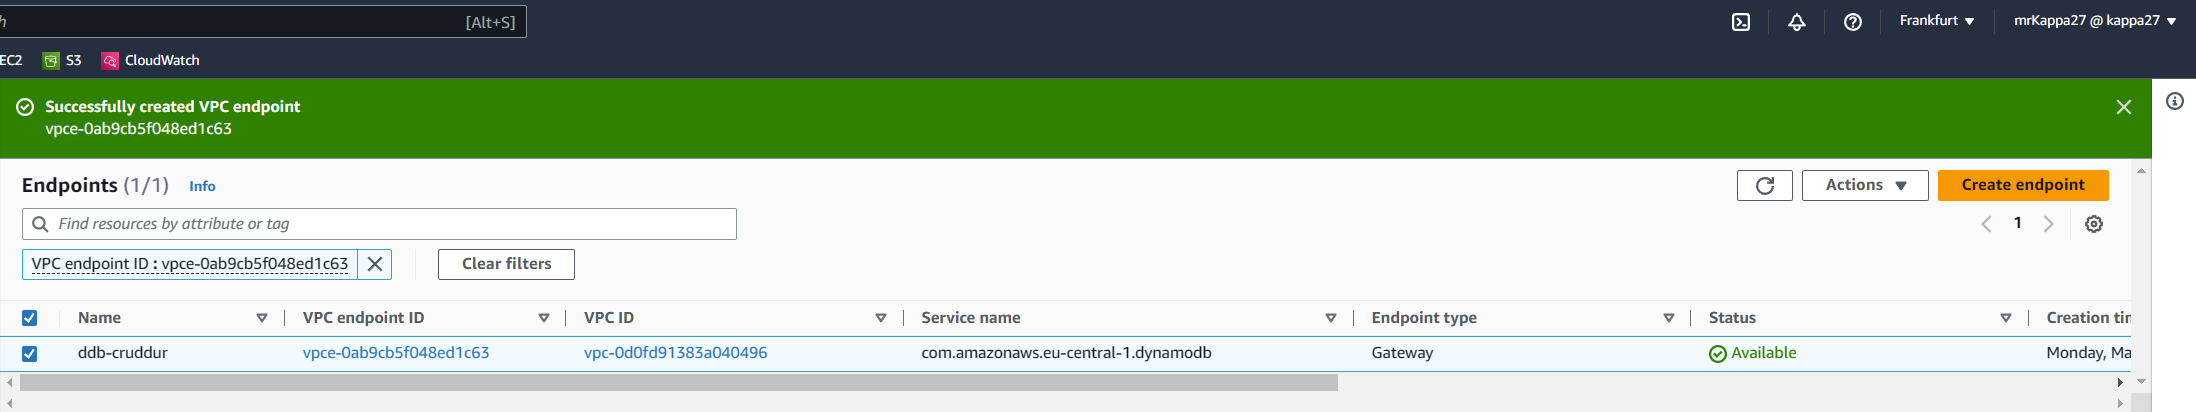 h [Alt+S] Frankfurt ▼ mrKappa27 @ kappa27 ▼
EC2 S3 CloudWatch
Successfully created VPC endpoint
vpce-0ab9cb5f048ed1c63
Endpoints (1/1) Info Actions ▼ Create endpoint
Find resources by attribute or tag 1
VPC endpoint ID : vpce-0ab9cb5f048ed1c63 Clear filters
Name VPC endpoint ID VPC ID Service name Endpoint type Status Creation tin
ddb-cruddur vpce-0ab9cb5f048ed1c63 vpc-0d0fd91383a040496 com.amazonaws.eu-central-1.dynamodb Gateway Available Monday, Ma